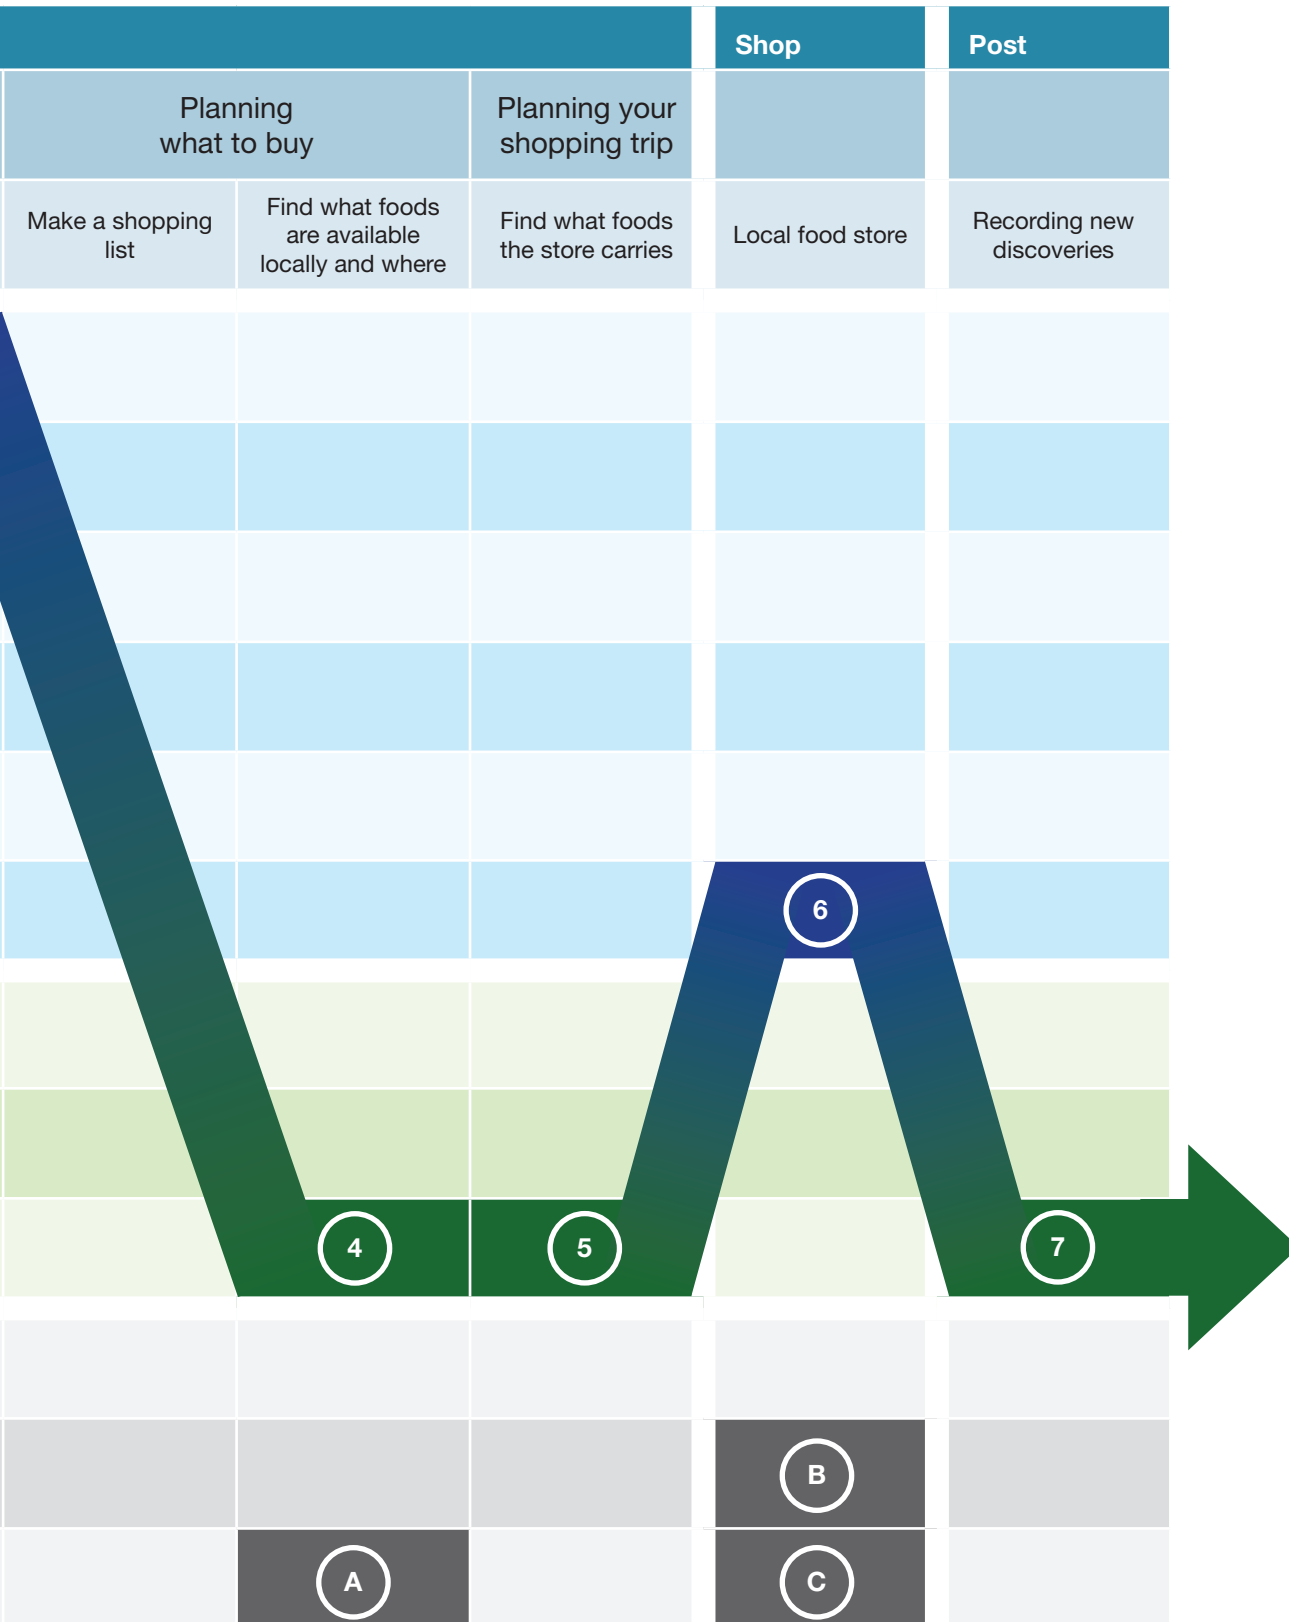 Shop
Post
Planning
what to buy
Planning your
shopping trip
Make a shopping
list
Find what foods
are available
locally and where
Find what foods
the store carries
Local food store
Recording new
discoveries
6
4
5
7
B
A
C